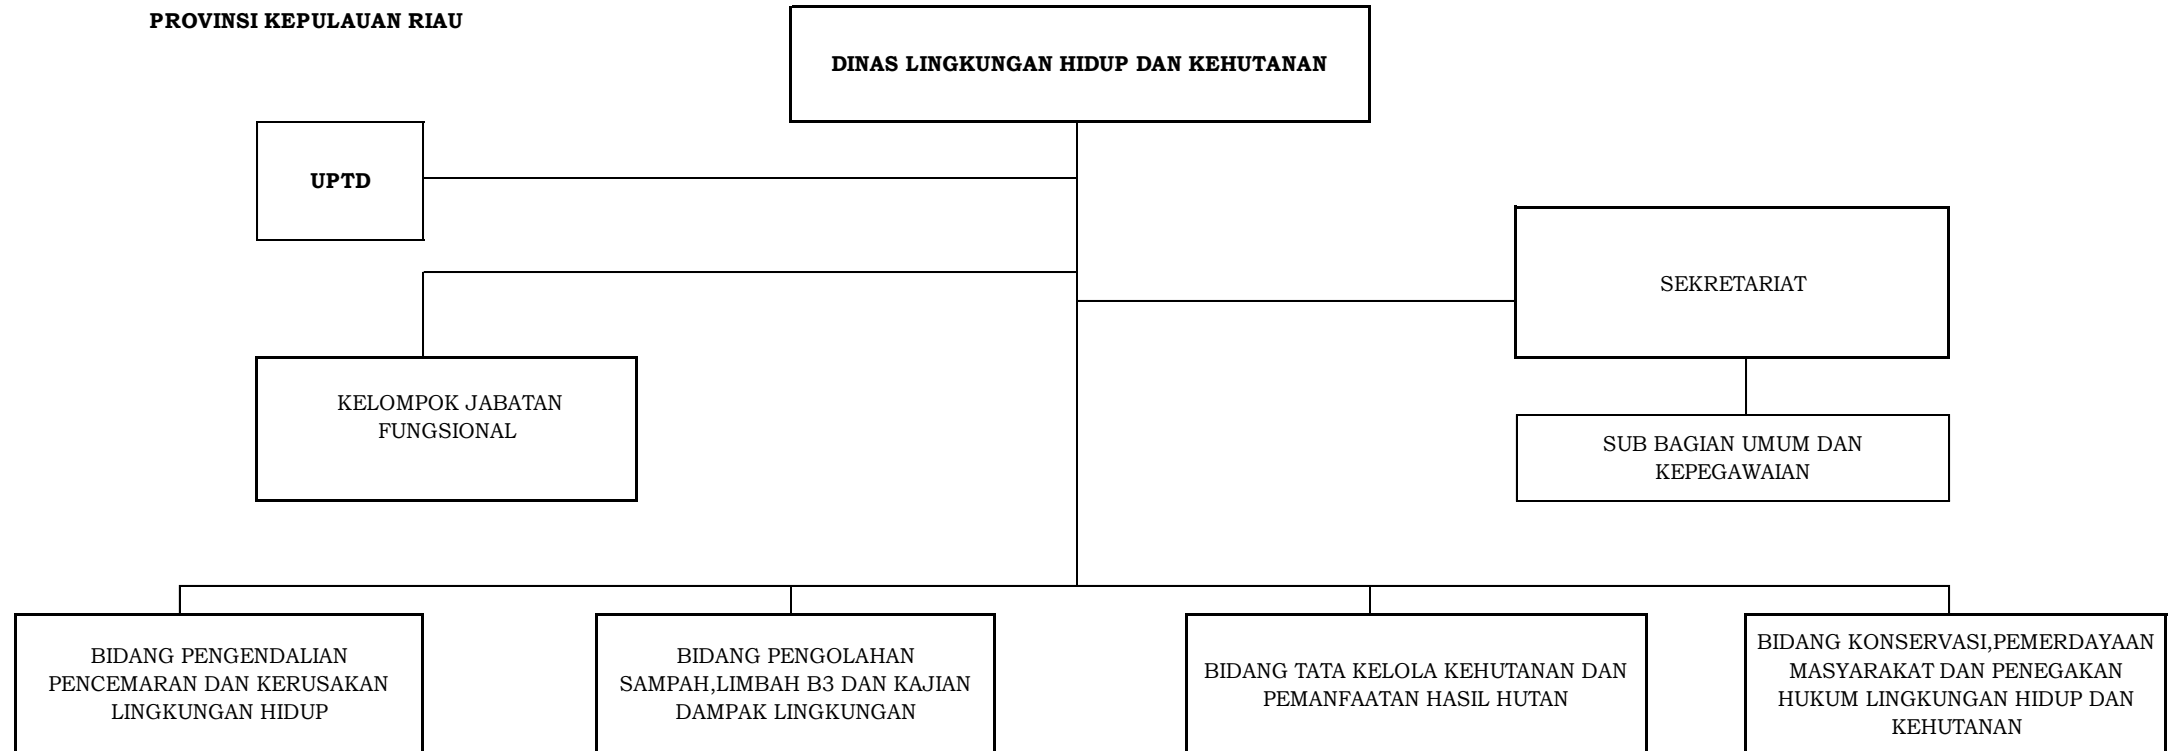 PROVINSI KEPULAUAN RIAU
DINAS LINGKUNGAN HIDUP DAN KEHUTANAN
UPTD
SEKRETARIAT
KELOMPOK JABATAN
FUNGSIONAL
SUB BAGIAN UMUM DAN
KEPEGAWAIAN
BIDANG PENGENDALIAN
PENCEMARAN DAN KERUSAKAN
LINGKUNGAN HIDUP
BIDANG PENGOLAHAN
SAMPAH,LIMBAH B3 DAN KAJIAN
DAMPAK LINGKUNGAN
BIDANG TATA KELOLA KEHUTANAN DAN
PEMANFAATAN HASIL HUTAN
BIDANG KONSERVASI,PEMERDAYAAN
MASYARAKAT DAN PENEGAKAN
HUKUM LINGKUNGAN HIDUP DAN
KEHUTANAN